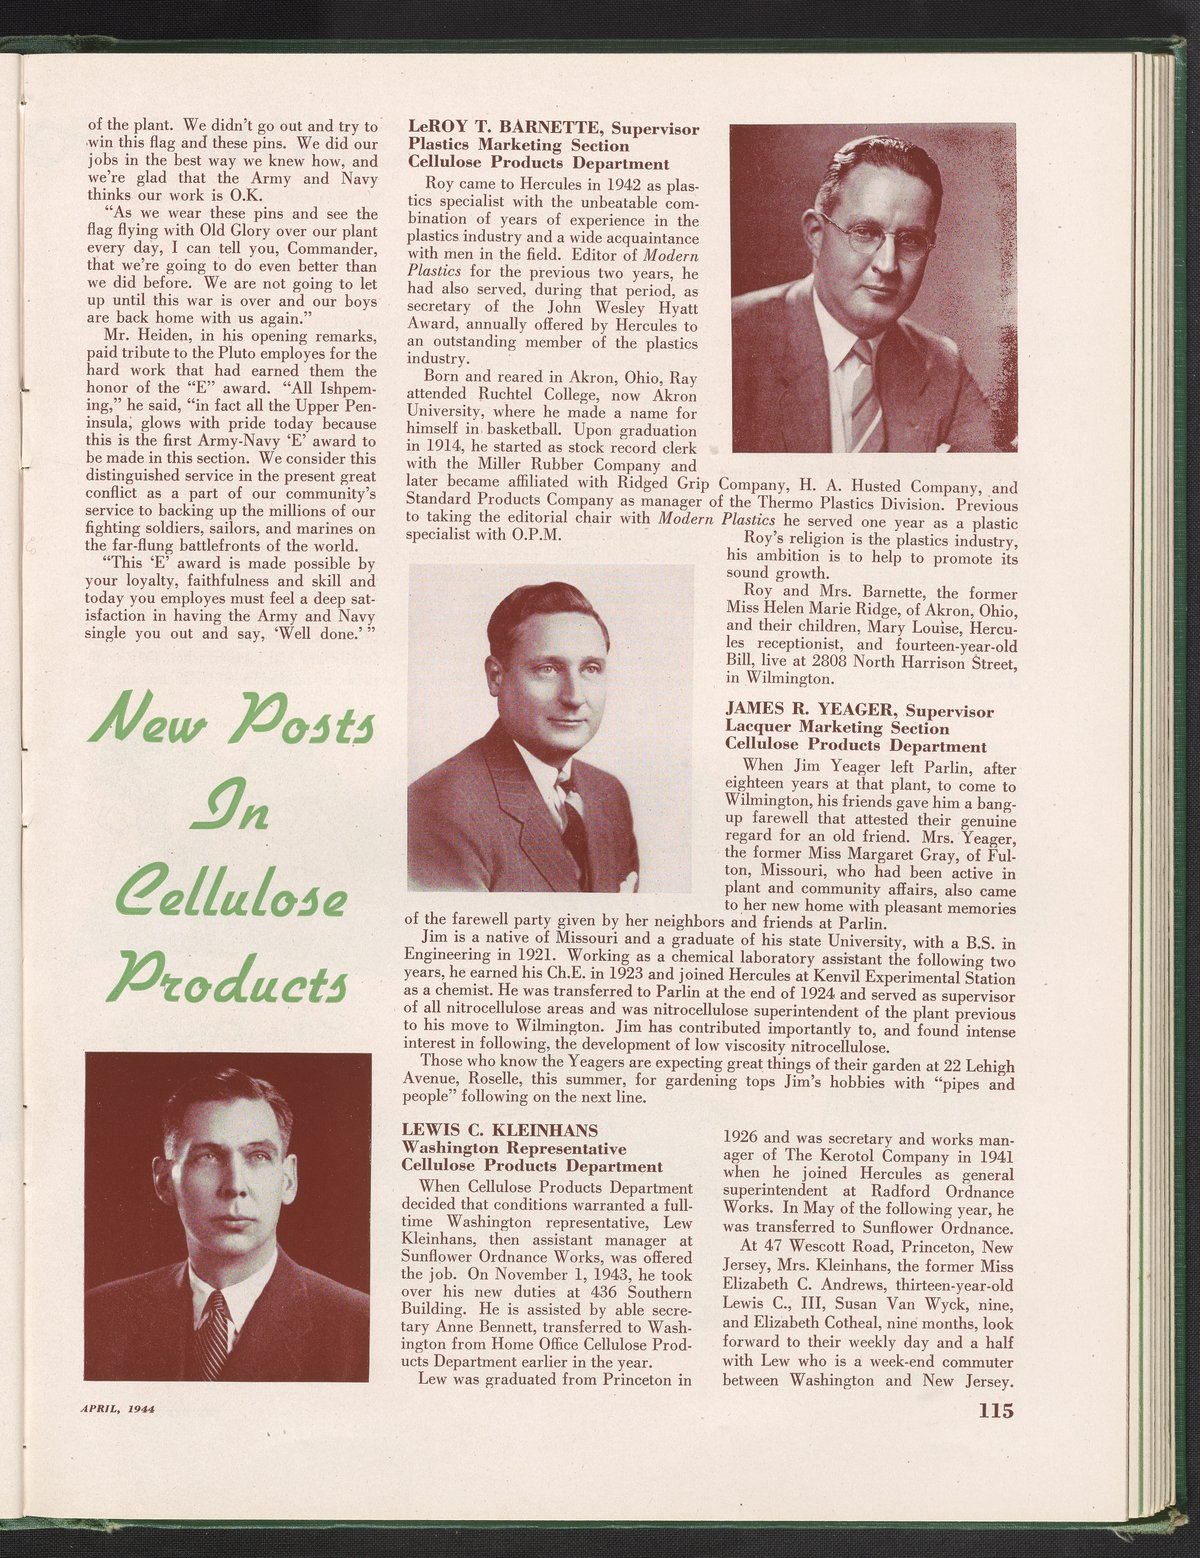 of the plant. We didn't go out and try to
win this flag and these pins. We did our
jobs in the best way we knew how, and
we're glad that the Army and Navy
thinks our work is O.K.
"As we wear these pins and see the
flag flying with Old Glory over our plant
every day, I can tell you, Commander,
that we're going to do even better than
we did before. We are not going to let
up until this war is over and our boys
are back home with us again."
Mr. Heiden, in his opening remarks,
paid tribute to the Pluto employes for the
hard work that had earned them the
honor of the "E" award. "All Ishpem-
ing," he said, "in fact all the Upper Pen-
insula, glows with pride today because
this is the first Army-Navy 'E' award to
be made in this section. We consider this
distinguished service in the present great
conflict as a part of our community's
service to backing up the millions of our
fighting soldiers, sailors, and marines on
the far-flung battlefronts of the world.
"This 'E' award is made possible by
your loyalty, faithfulness and skill and
today you employes must feel a deep sat-
isfaction in having the Army and Navy
single you out and say, 'Well done.' "
New Posts
In
Cellulose
Products
LeROY T. BARNETTE, Supervisor
Plastics Marketing Section
Cellulose Products Department
Roy came to Hercules in 1942 as plas-
tics specialist with the unbeatable com-
bination of years of experience in the
plastics industry and a wide acquaintance
with men in the field. Editor of Modern
Plastics for the previous two years, he
had also served, during that period, as
secretary of the John Wesley Hyatt
Award, annually offered by Hercules to
an outstanding member of the plastics
industry.
Born and reared in Akron, Ohio, Ray
attended Ruchtel College, now Akron
University, where he made a name for
himself in basketball. Upon graduation
in 1914, he started as stock record clerk
with the Miller Rubber Company and
later became affiliated with Ridged Grip Company, H. A. Husted Company, and
Standard Products Company as manager of the Thermo Plastics Division. Previous
to taking the editorial chair with Modern Plastics he served one year as a plastic
specialist with O.P.M.
Roy's religion is the plastics industry,
his ambition is to help to promote its
sound growth.
Roy and Mrs. Barnette, the former
Miss Helen Marie Ridge, of Akron, Ohio,
and their children, Mary Louise, Hercu-
les receptionist, and fourteen-year-old
Bill, live at 2808 North Harrison Street,
in Wilmington.
JAMES R. YEAGER, Supervisor
Lacquer Marketing Section
Cellulose Products Department
When Jim Yeager left Parlin, after
eighteen years at that plant, to come to
Wilmington, his friends gave him a bang-
up farewell that attested their genuine
regard for an old friend. Mrs. Yeager,
the former Miss Margaret Gray, of Ful-
ton, Missouri, who had been active in
plant and community affairs, also came
to her new home with pleasant memories
of the farewell party given by her neighbors and friends at Parlin.
Jim is a native of Missouri and a graduate of his state University, with a B.S. in
Engineering in 1921. Working as a chemical laboratory assistant the following two
years, he earned his Ch.E. in 1923 and joined Hercules at Kenvil Experimental Station
as a chemist. He was transferred to Parlin at the end of 1924 and served as supervisor
of all nitrocellulose areas and was nitrocellulose superintendent of the plant previous
to his move to Wilmington. Jim has contributed importantly to, and found intense
interest in following, the development of low viscosity nitrocellulose.
Those who know the Yeagers are expecting great things of their garden at 22 Lehigh
Avenue, Roselle, this summer, for gardening tops Jim's hobbies with "pipes and
people" following on the next line.
LEWIS C. KLEINHANS
Washington Representative
Cellulose Products Department
When Cellulose Products Department
decided that conditions warranted a full-
time Washington representative, Lew
Kleinhans, then assistant manager at
Sunflower Ordnance Works, was offered
the job. On November 1, 1943, he took
over his new duties at 436 Southern
Building. He is assisted by able secre-
tary Anne Bennett, transferred to Wash-
ington from Home Office Cellulose Prod-
ucts Department earlier in the year.
Lew was graduated from Princeton in
1926 and was secretary and works man-
ager of The Kerotol Company in 1941
when he joined Hercules as general
superintendent at Radford Ordnance
Works. In May of the following year, he
was transferred to Sunflower Ordnance.
At 47 Wescott Road, Princeton, New
Jersey, Mrs. Kleinhans, the former Miss
Elizabeth C. Andrews, thirteen-year-old
Lewis C., III, Susan Van Wyck, nine,
and Elizabeth Cotheal, nine months, look
forward to their weekly day and a half
with Lew who is a week-end commuter
between Washington and New Jersey.
APRIL, 1944
115